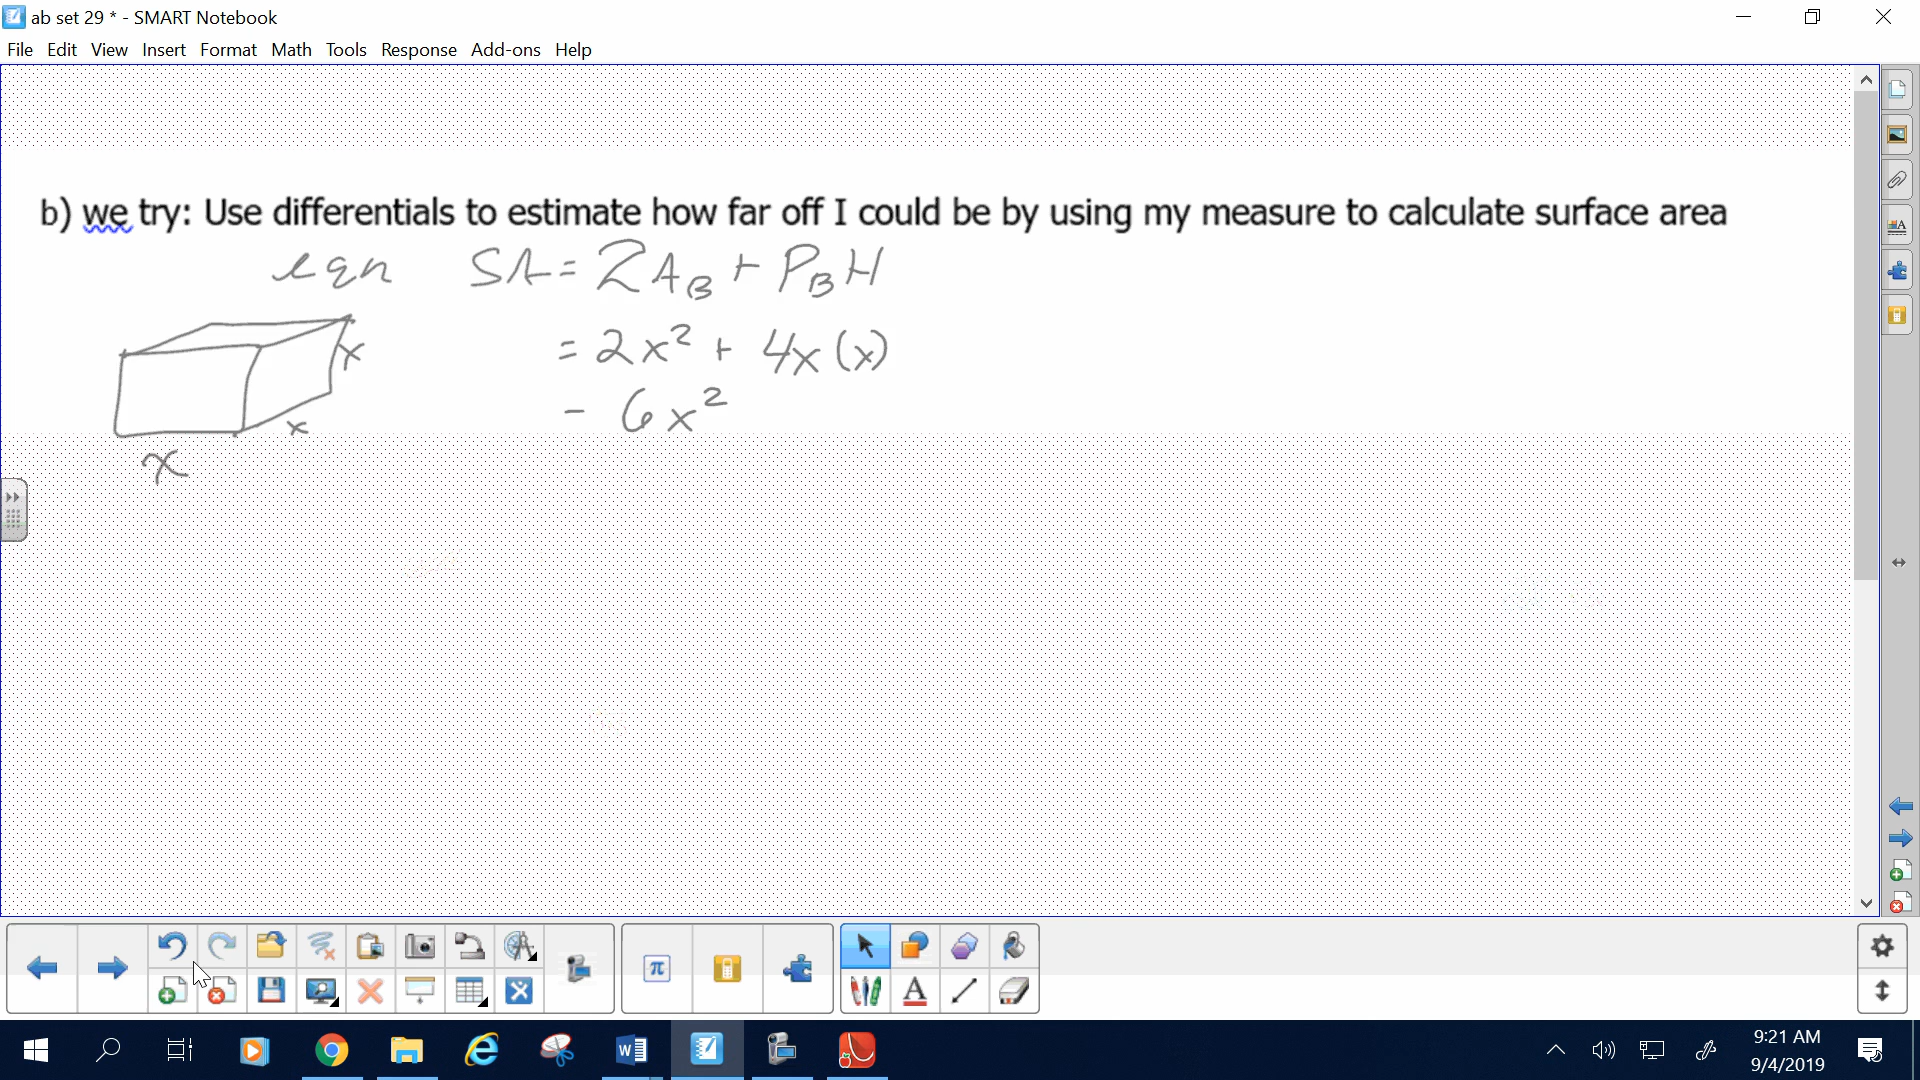 ab set 29 * - SMART Notebook
File Edit View Insert Format Math Tools Response Add-ons Help
b) we try: Use differentials to estimate how far off I could be by using my measure to calculate surface area
eqn SA = 2A_B + P_B H
= 2x² + 4x (x)
- 6x²
x
x
x
π
A
9:21 AM
9/4/2019